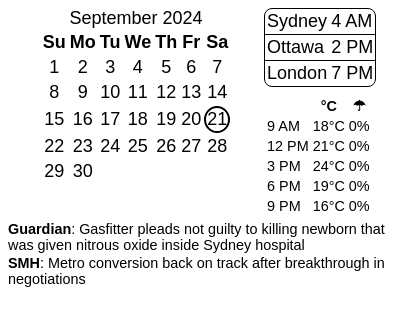 September 2024
Su Mo Tu We Th Fr Sa
1 2 3 4 5 6 7
8 9 10 11 12 13 14
15 16 17 18 19 20 21
22 23 24 25 26 27 28
29 30
Sydney 4 AM
Ottawa 2 PM
London 7 PM
°C ☂
9 AM 18°C 0%
12 PM 21°C 0%
3 PM 24°C 0%
6 PM 19°C 0%
9 PM 16°C 0%
Guardian: Gasfitter pleads not guilty to killing newborn that
was given nitrous oxide inside Sydney hospital
SMH: Metro conversion back on track after breakthrough in
negotiations